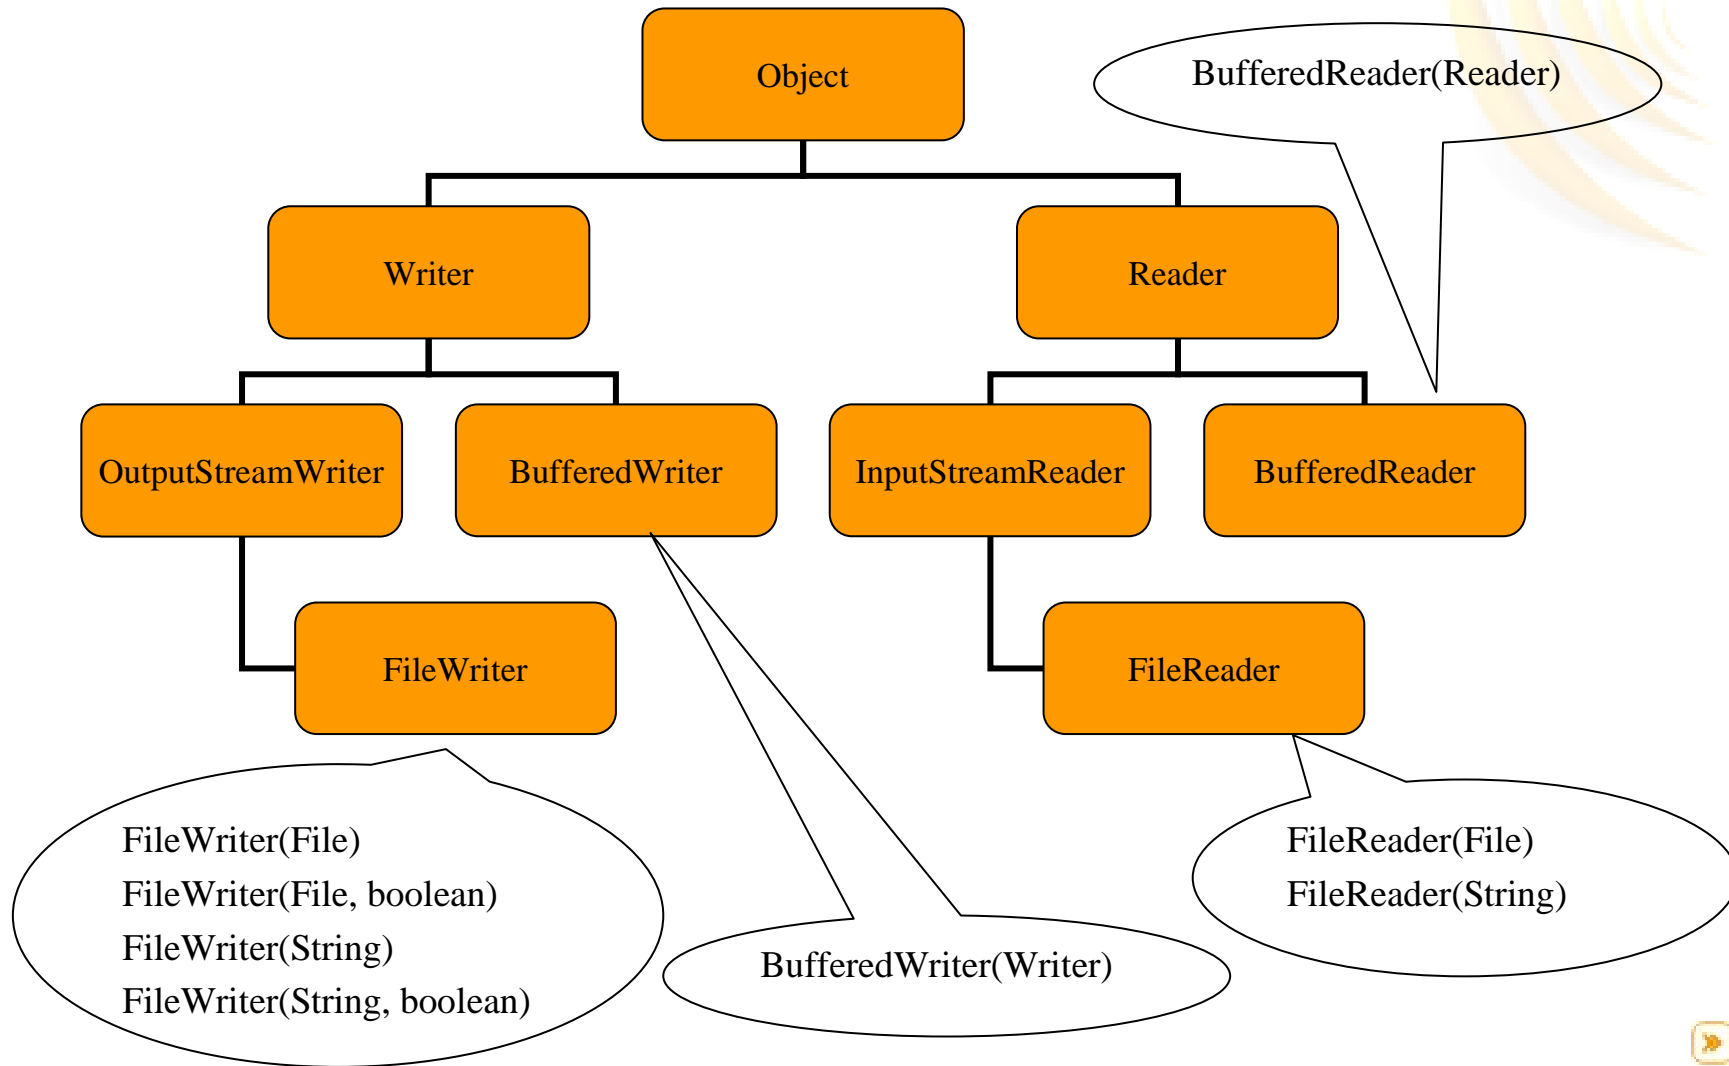 Object
BufferedReader(Reader)
Writer
Reader
OutputStreamWriter
BufferedWriter
InputStreamReader
BufferedReader
FileWriter
FileReader
FileWriter(File)
FileWriter(File, boolean)
FileWriter(String)
FileWriter(String, boolean)
BufferedWriter(Writer)
FileReader(File)
FileReader(String)